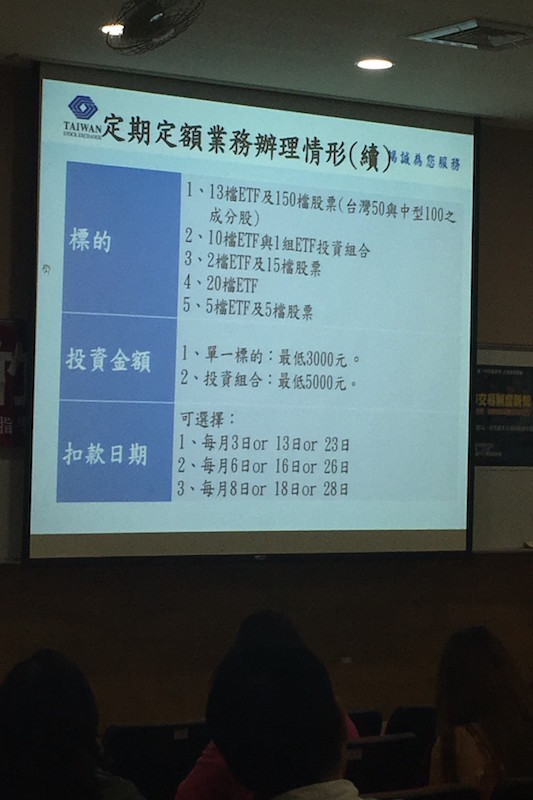 TAIWAN
STOCK EXCHANGE
定期定額業務辦理情形(續)
竭誠為您服務
標的
1、13檔ETF及150檔股票(台灣50與中型100之
成分股)
2、10檔ETF與1組ETF投資組合
3、2檔ETF及15檔股票
4、20檔ETF
5、5檔ETF及5檔股票
投資金額
1、單一標的：最低3000元。
2、投資組合：最低5000元。
扣款日期
可選擇：
1、每月3日or 13日or 23日
2、每月6日or 16日or 26日
3、每月8日or 18日or 28日